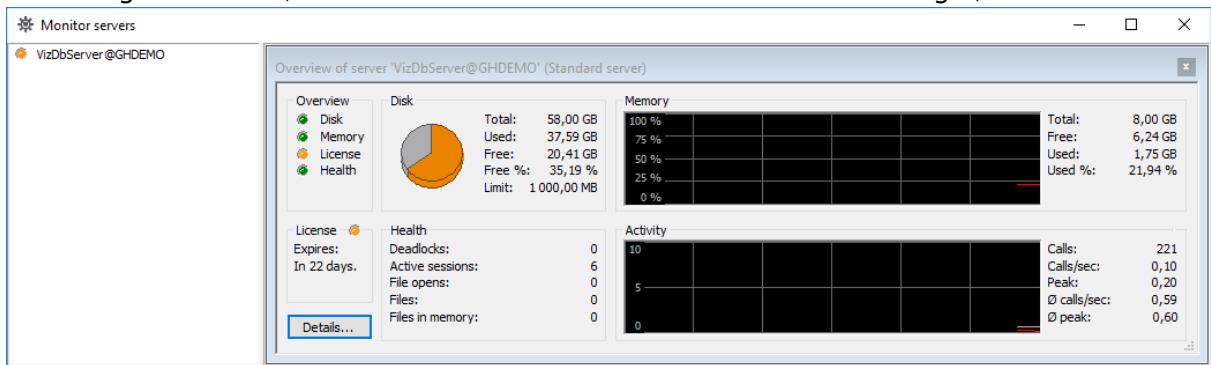 Monitor servers
VizDbServer@GHDEMO
Overview of server 'VizDbServer@GHDEMO' (Standard server)
Overview
Disk
Memory
License
Health
Disk
Total: 58,00 GB
Used: 37,59 GB
Free: 20,41 GB
Free %: 35,19 %
Limit: 1 000,00 MB
Memory
100 %
75 %
50 %
25 %
0 %
Total: 8,00 GB
Free: 6,24 GB
Used: 1,75 GB
Used %: 21,94 %
License
Expires:
In 22 days.
Details...
Health
Deadlocks: 0
Active sessions: 6
File opens: 0
Files: 0
Files in memory: 0
Activity
10
5
0
Calls: 221
Calls/sec: 0,10
Peak: 0,20
Ø calls/sec: 0,59
Ø peak: 0,60